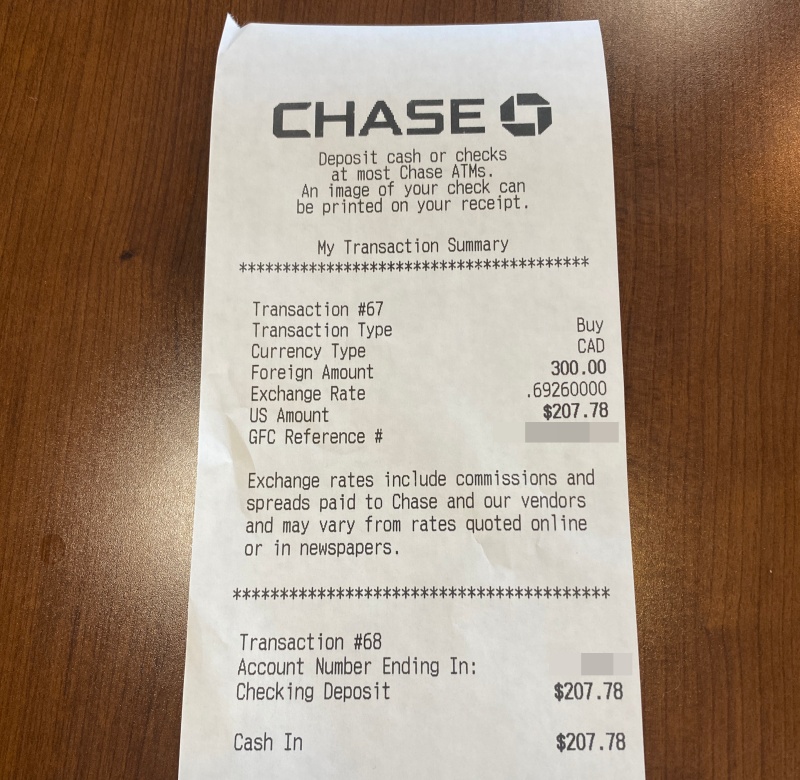 CHASE
Deposit cash or checks
at most Chase ATMs.
An image of your check can
be printed on your receipt.
My Transaction Summary
*****************************************
Transaction #67
Transaction Type Buy
Currency Type CAD
Foreign Amount 300.00
Exchange Rate .69260000
US Amount $207.78
GFC Reference #
Exchange rates include commissions and
spreads paid to Chase and our vendors
and may vary from rates quoted online
or in newspapers.
*****************************************
Transaction #68
Account Number Ending In:
Checking Deposit $207.78
Cash In $207.78